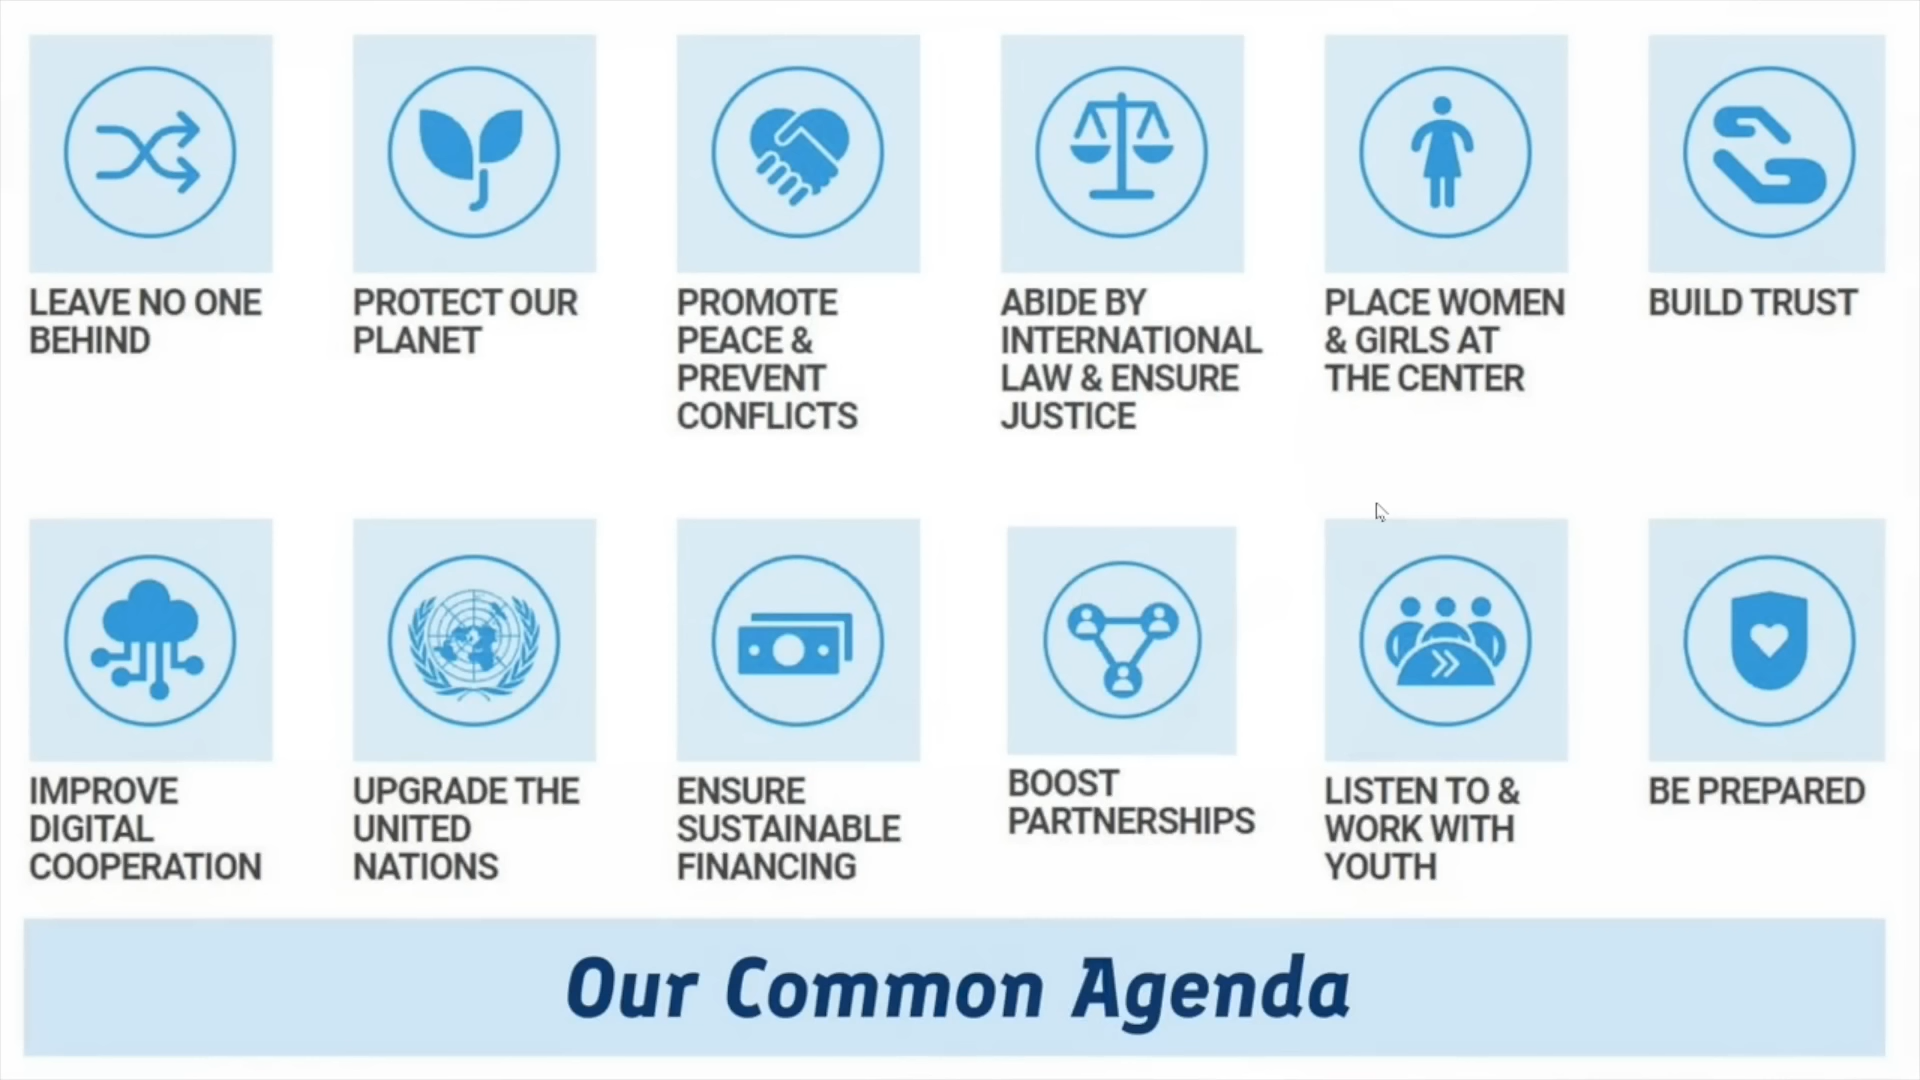 LEAVE NO ONE
BEHIND
PROTECT OUR
PLANET
PROMOTE
PEACE &
PREVENT
CONFLICTS
ABIDE BY
INTERNATIONAL
LAW & ENSURE
JUSTICE
PLACE WOMEN
& GIRLS AT
THE CENTER
BUILD TRUST
IMPROVE
DIGITAL
COOPERATION
UPGRADE THE
UNITED
NATIONS
ENSURE
SUSTAINABLE
FINANCING
BOOST
PARTNERSHIPS
LISTEN TO &
WORK WITH
YOUTH
BE PREPARED
Our Common Agenda